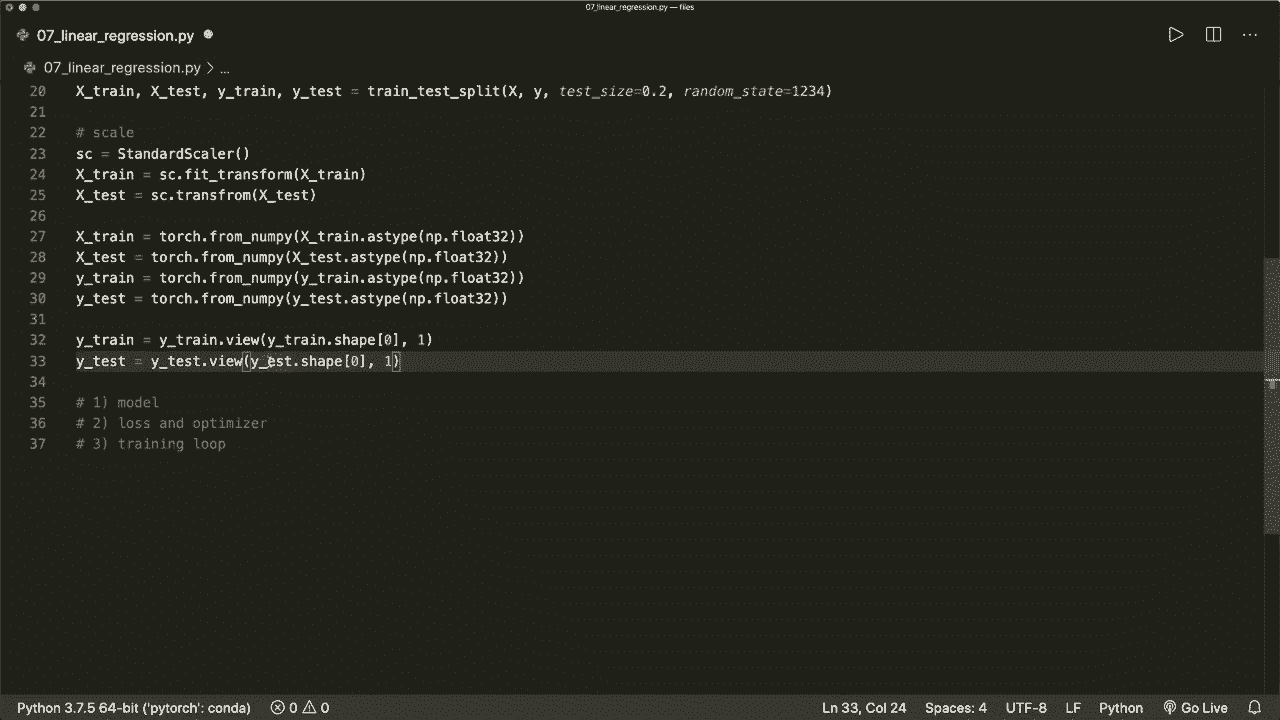 07_linear_regression.py — files
07_linear_regression.py
07_linear_regression.py > ...
20 X_train, X_test, y_train, y_test = train_test_split(X, y, test_size=0.2, random_state=1234)
21
22 # scale
23 sc = StandardScaler()
24 X_train = sc.fit_transform(X_train)
25 X_test = sc.transfrom(X_test)
26
27 X_train = torch.from_numpy(X_train.astype(np.float32))
28 X_test = torch.from_numpy(X_test.astype(np.float32))
29 y_train = torch.from_numpy(y_train.astype(np.float32))
30 y_test = torch.from_numpy(y_test.astype(np.float32))
31
32 y_train = y_train.view(y_train.shape[0], 1)
33 y_test = y_test.view(y_est.shape[0], 1)
34
35 # 1) model
36 # 2) loss and optimizer
37 # 3) training loop
Python 3.7.5 64-bit ('pytorch': conda) 0 0 Ln 33, Col 24 Spaces: 4 UTF-8 LF Python Go Live